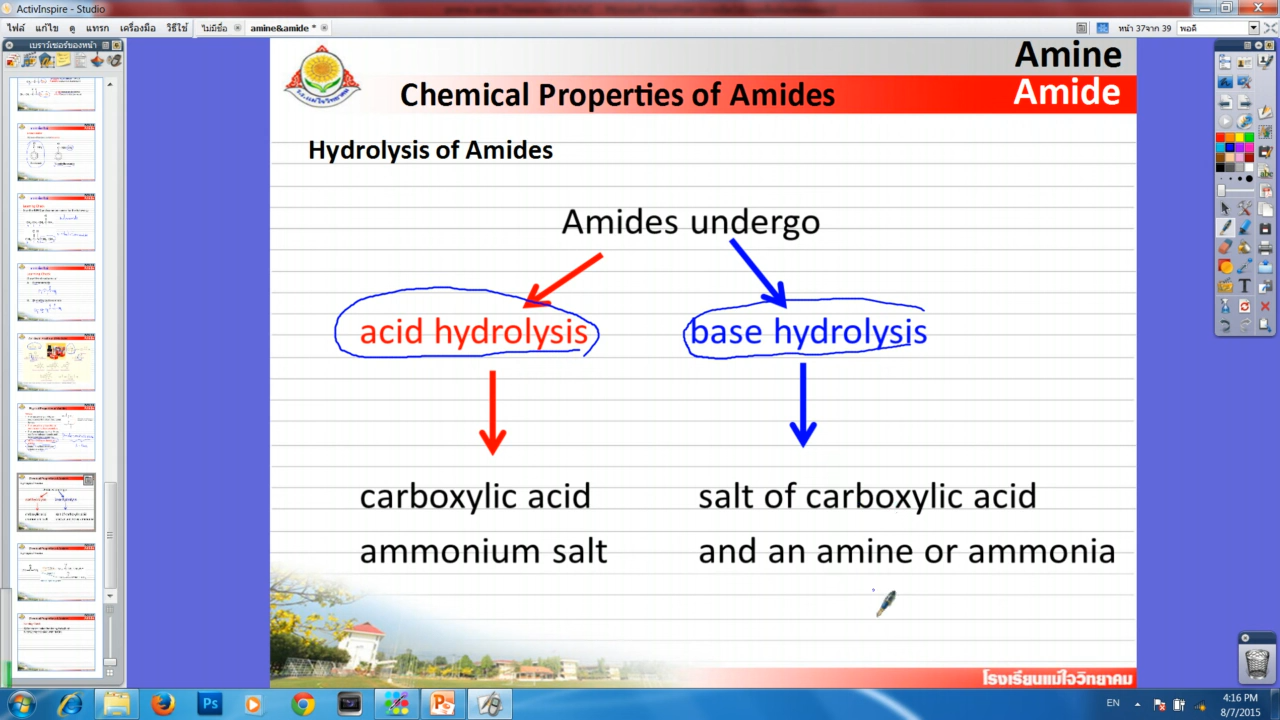 ActivInspire - Studio
ไฟล์ แก้ไข ดู แทรก เครื่องมือ วิธีใช้ ไม่มีชื่อ amine&amide * หน้า 37จาก 39 พอดี
เบราว์เซอร์ของหน้า
Amine
Chemical Properties of Amides Amide
Hydrolysis of Amides
Amides undergo
acid hydrolysis base hydrolysis
carboxylic acid salt of carboxylic acid
ammonium salt and an amine or ammonia
โรงเรียนแม่ใจวิทยาคม
Ps
EN 4:16 PM
8/7/2015